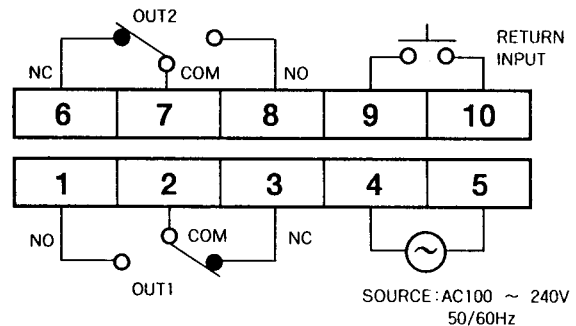 OUT2
RETURN
INPUT
NC COM NO
6 7 8 9 10
1 2 3 4 5
NO COM NC
OUT1
SOURCE:AC100 ~ 240V
50/60Hz